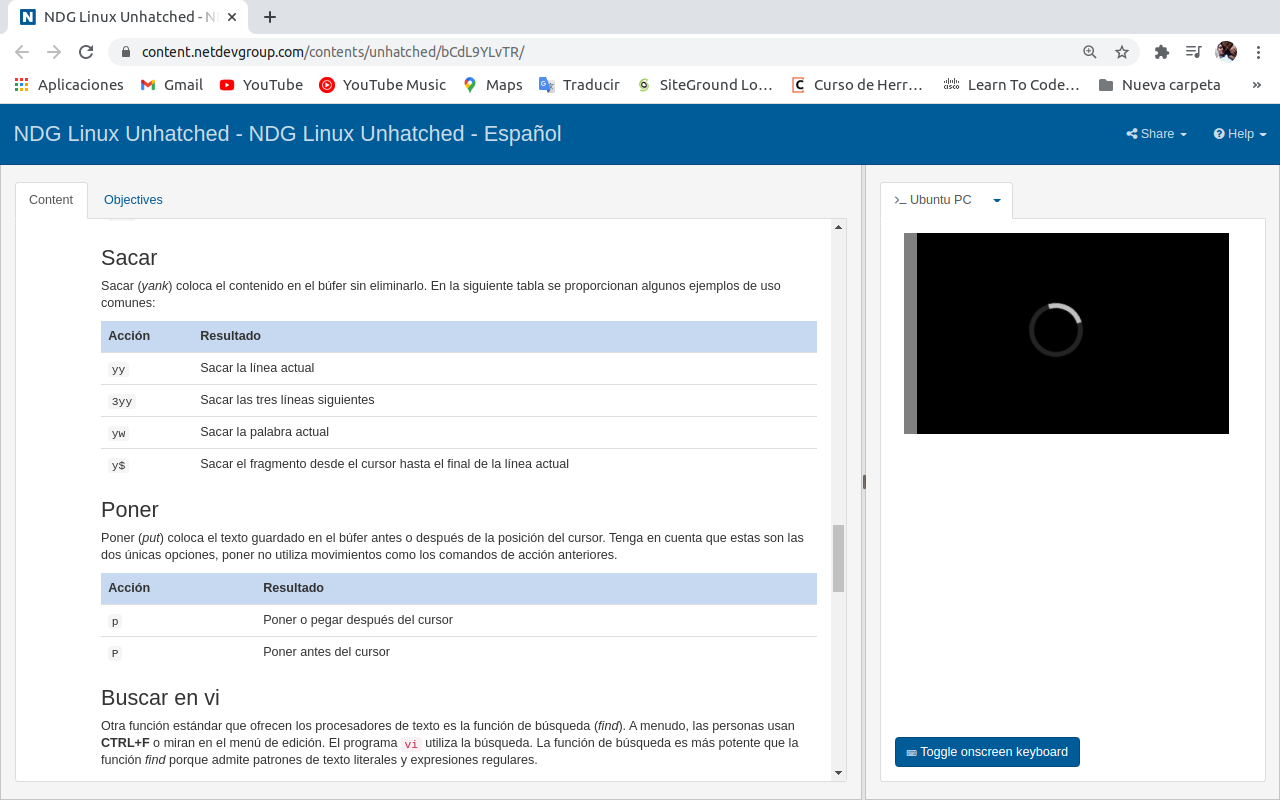 NDG Linux Unhatched - N
content.netdevgroup.com/contents/unhatched/bCdL9YLvTR/
Aplicaciones
Gmail
YouTube
YouTube Music
Maps
Traducir
SiteGround Lo…
Curso de Herr…
Learn To Code…
Nueva carpeta
»
NDG Linux Unhatched - NDG Linux Unhatched - Español
Share
Help
Content
Objectives
Sacar
Sacar (yank) coloca el contenido en el búfer sin eliminarlo. En la siguiente tabla se proporcionan algunos ejemplos de uso
comunes:
Acción Resultado
yy Sacar la línea actual
3yy Sacar las tres líneas siguientes
yw Sacar la palabra actual
y$ Sacar el fragmento desde el cursor hasta el final de la línea actual
Poner
Poner (put) coloca el texto guardado en el búfer antes o después de la posición del cursor. Tenga en cuenta que estas son las
dos únicas opciones, poner no utiliza movimientos como los comandos de acción anteriores.
Acción Resultado
p Poner o pegar después del cursor
P Poner antes del cursor
Buscar en vi
Otra función estándar que ofrecen los procesadores de texto es la función de búsqueda (find). A menudo, las personas usan
CTRL+F o miran en el menú de edición. El programa vi utiliza la búsqueda. La función de búsqueda es más potente que la
función find porque admite patrones de texto literales y expresiones regulares.
Ubuntu PC
Toggle onscreen keyboard